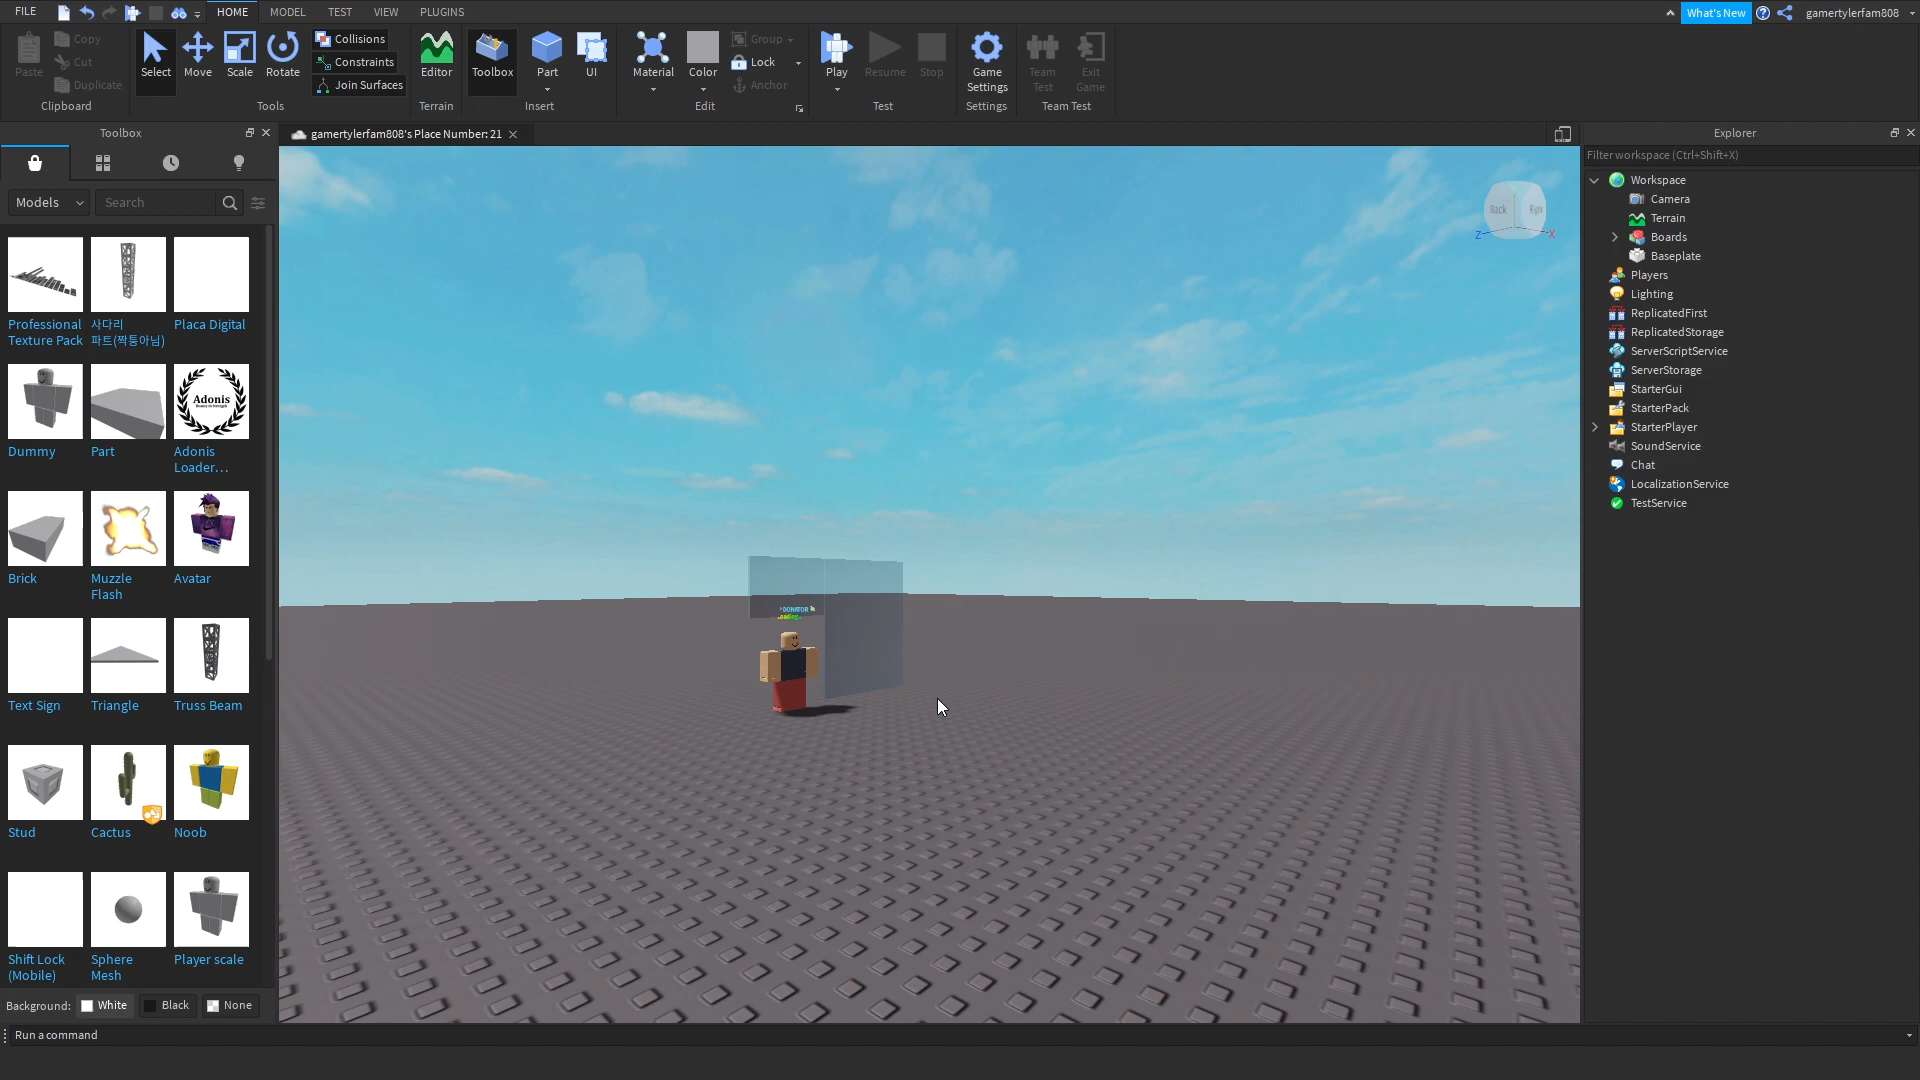 FILE
HOME
MODEL
TEST
VIEW
PLUGINS
What's New
gamertylerfam808
Paste
Copy
Cut
Duplicate
Clipboard
Select
Move
Scale
Rotate
Collisions
Constraints
Join Surfaces
Tools
Editor
Terrain
Toolbox
Part
UI
Insert
Material
Color
Group
Lock
Anchor
Edit
Play
Resume
Stop
Test
Game
Settings
Settings
Team
Test
Exit
Game
Team Test
Toolbox
gamertylerfam808's Place Number: 21
Explorer
Models
Search
Professional
Texture Pack
사다리
파트(짝퉁아님)
Placa Digital
Dummy
Part
Adonis
Adonis
Loader...
Brick
Muzzle
Flash
Avatar
Text Sign
Triangle
Truss Beam
Stud
Cactus
Noob
Shift Lock
(Mobile)
Sphere
Mesh
Player scale
Background:
White
Black
None
Run a command
Back
Right
Z
X
DONATOR
Filter workspace (Ctrl+Shift+X)
Workspace
Camera
Terrain
Boards
Baseplate
Players
Lighting
ReplicatedFirst
ReplicatedStorage
ServerScriptService
ServerStorage
StarterGui
StarterPack
StarterPlayer
SoundService
Chat
LocalizationService
TestService